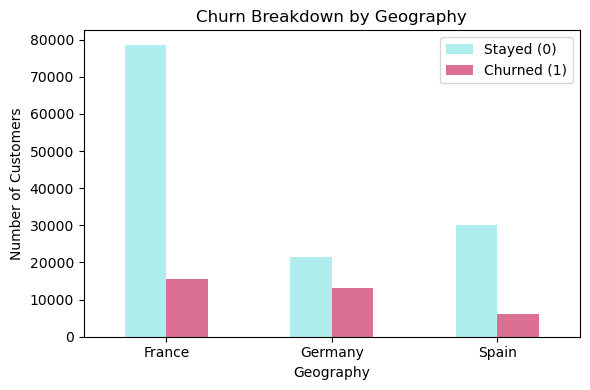 Churn Breakdown by Geography
Stayed (0)
Churned (1)
Number of Customers
80000
70000
60000
50000
40000
30000
20000
10000
0
France
Germany
Spain
Geography